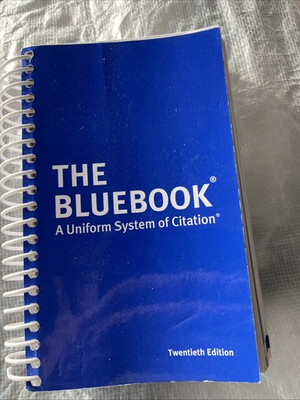 THE
BLUEBOOK®
A Uniform System of Citation®
Twentieth Edition